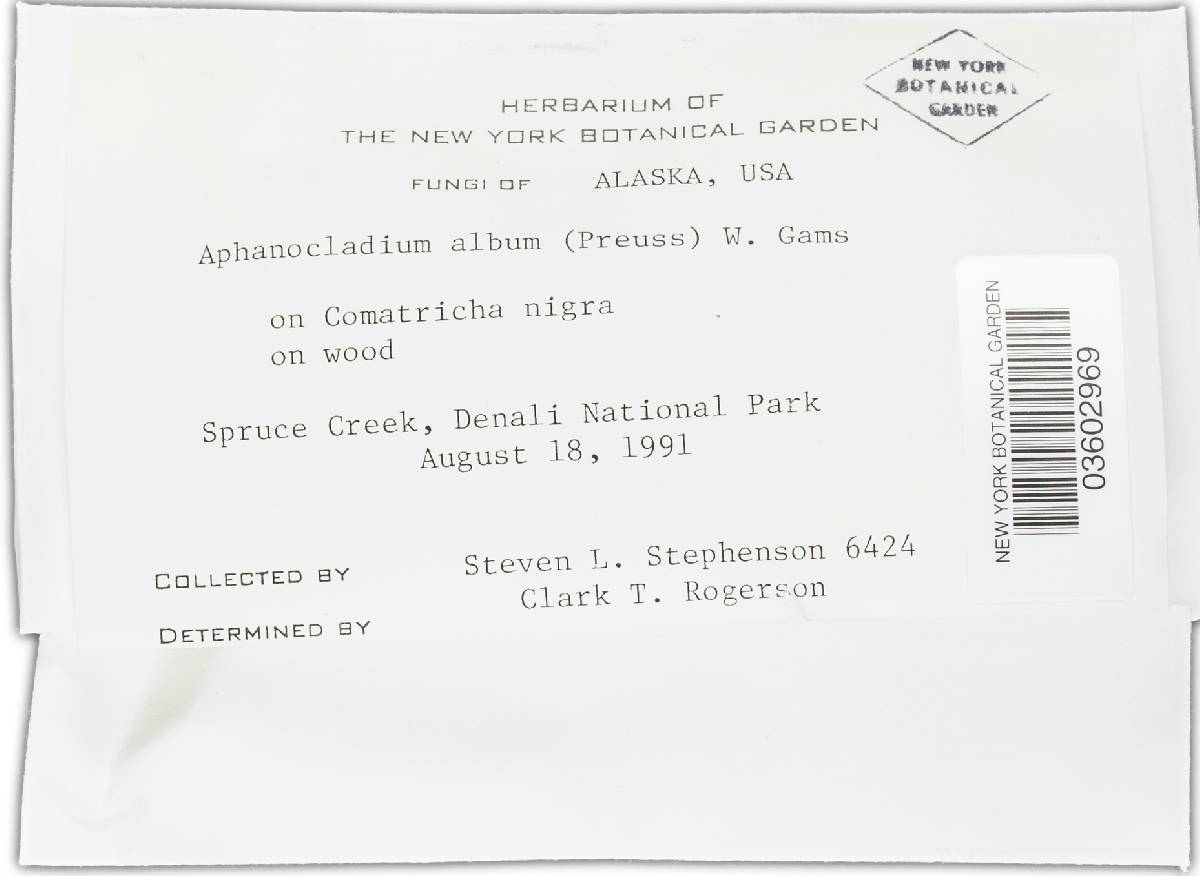 NEW YORK
BOTANICAL
GARDEN
HERBARIUM OF
THE NEW YORK BOTANICAL GARDEN
FUNGI OF ALASKA, USA
Aphanocladium album (Preuss) W. Gams
on Comatricha nigra
on wood
Spruce Creek, Denali National Park
August 18, 1991
COLLECTED BY Steven L. Stephenson 6424
Clark T. Rogerson
DETERMINED BY
NEW YORK BOTANICAL GARDEN
03602969